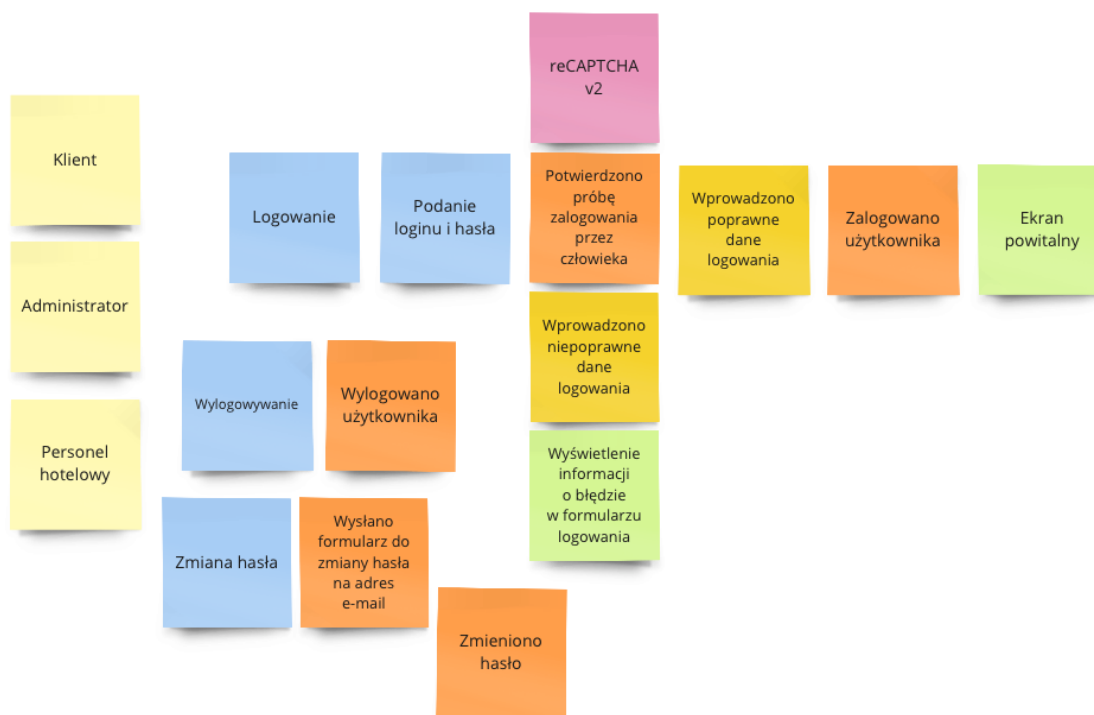 reCAPTCHA
v2
Klient
Logowanie
Podanie
loginu i hasła
Potwierdzono
próbę
zalogowania
przez
człowieka
Wprowadzono
poprawne
dane
logowania
Zalogowano
użytkownika
Ekran
powitalny
Administrator
Wprowadzono
niepoprawne
dane
logowania
Wylogowywanie
Wylogowano
użytkownika
Personel
hotelowy
Wyświetlenie
informacji
o błędzie
w formularzu
logowania
Zmiana hasła
Wysłano
formularz do
zmiany hasła
na adres
e-mail
Zmieniono
hasło